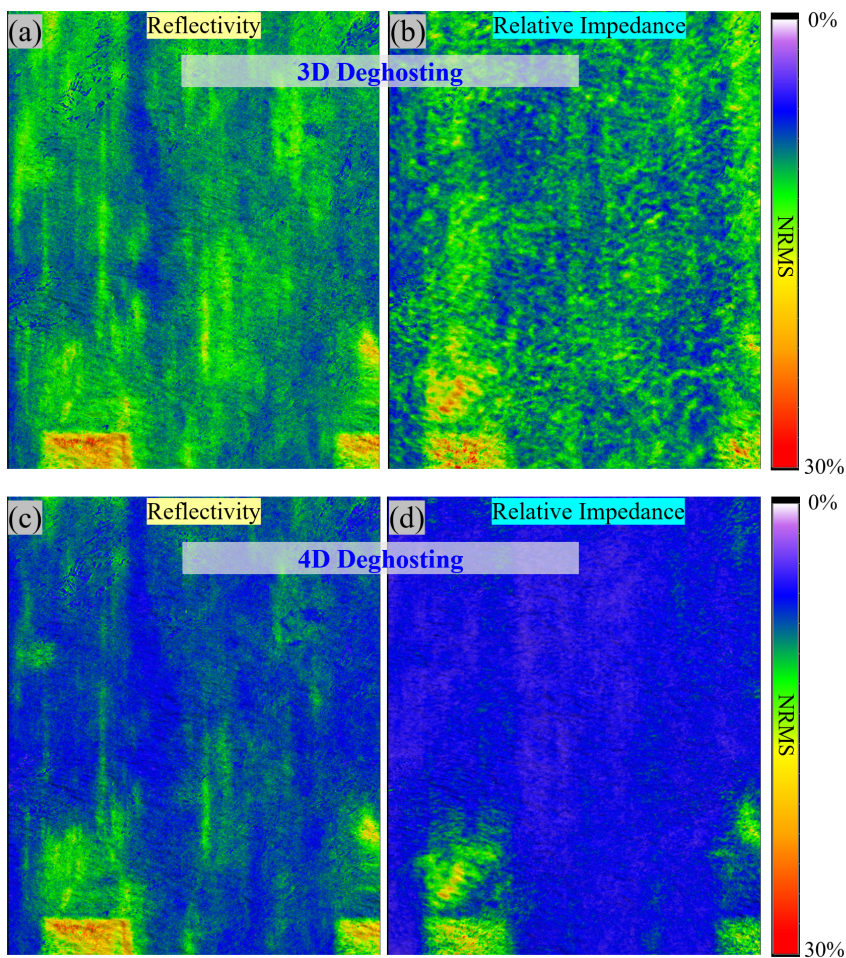 (a)
Reflectivity
(b)
Relative Impedance
3D Deghosting
0%
NRMS
30%
(c)
Reflectivity
(d)
Relative Impedance
4D Deghosting
0%
NRMS
30%